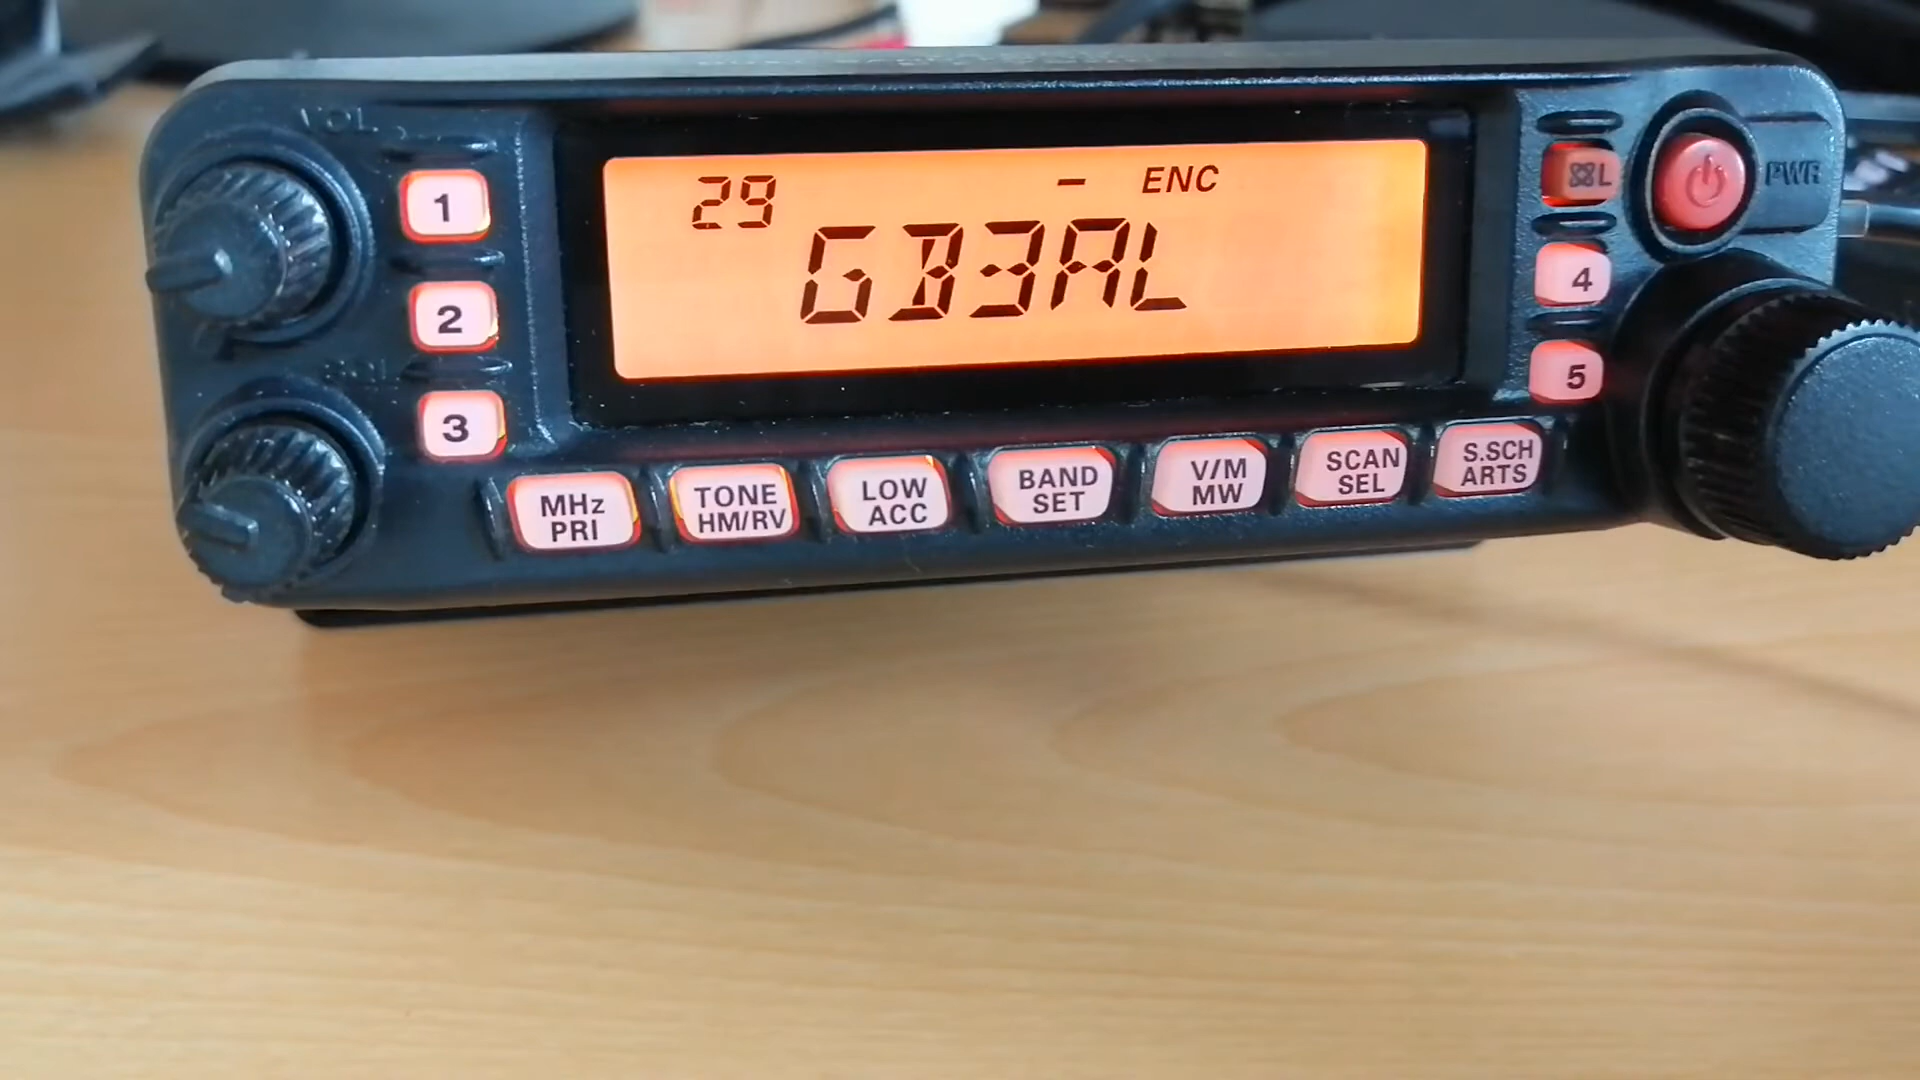 VOL
1
2
3
29 - ENC
GB3AL
L
PWR
4
5
MHz
PRI
TONE
HM/RV
LOW
ACC
BAND
SET
V/M
MW
SCAN
SEL
S.SCH
ARTS